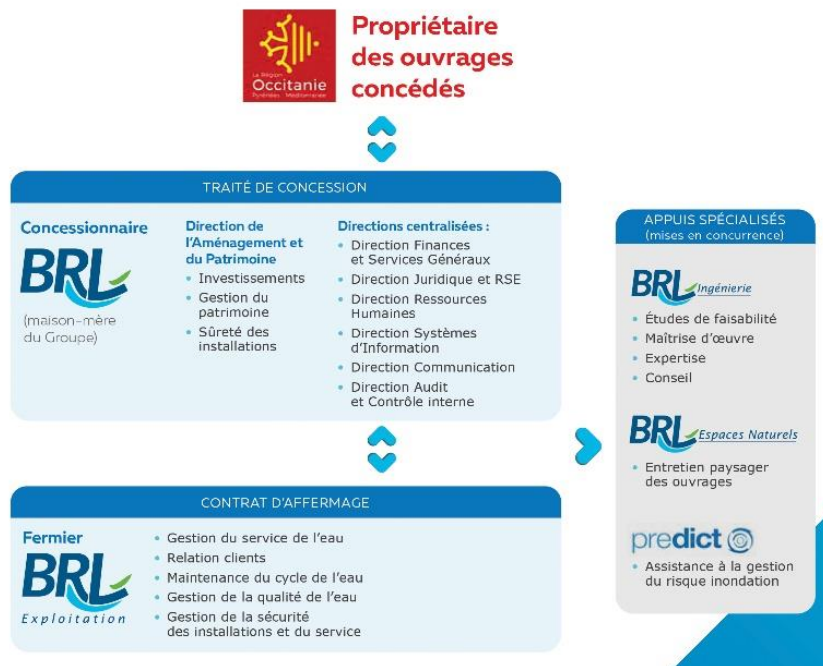 La Région
Occitanie
Pyrénées - Méditerranée
Propriétaire
des ouvrages
concédés
TRAITÉ DE CONCESSION
Concessionnaire
BRL
(maison-mère
du Groupe)
Direction de
l'Aménagement et
du Patrimoine
• Investissements
• Gestion du
patrimoine
• Sûreté des
installations
Directions centralisées :
• Direction Finances
et Services Généraux
• Direction Juridique et RSE
• Direction Ressources
Humaines
• Direction Systèmes
d'Information
• Direction Communication
• Direction Audit
et Contrôle interne
CONTRAT D'AFFERMAGE
Fermier
BRL
Exploitation
• Gestion du service de l'eau
• Relation clients
• Maintenance du cycle de l'eau
• Gestion de la qualité de l'eau
• Gestion de la sécurité
des installations et du service
APPUIS SPÉCIALISÉS
(mises en concurrence)
BRL Ingénierie
• Études de faisabilité
• Maîtrise d'œuvre
• Expertise
• Conseil
BRL Espaces Naturels
• Entretien paysager
des ouvrages
predict
• Assistance à la gestion
du risque inondation